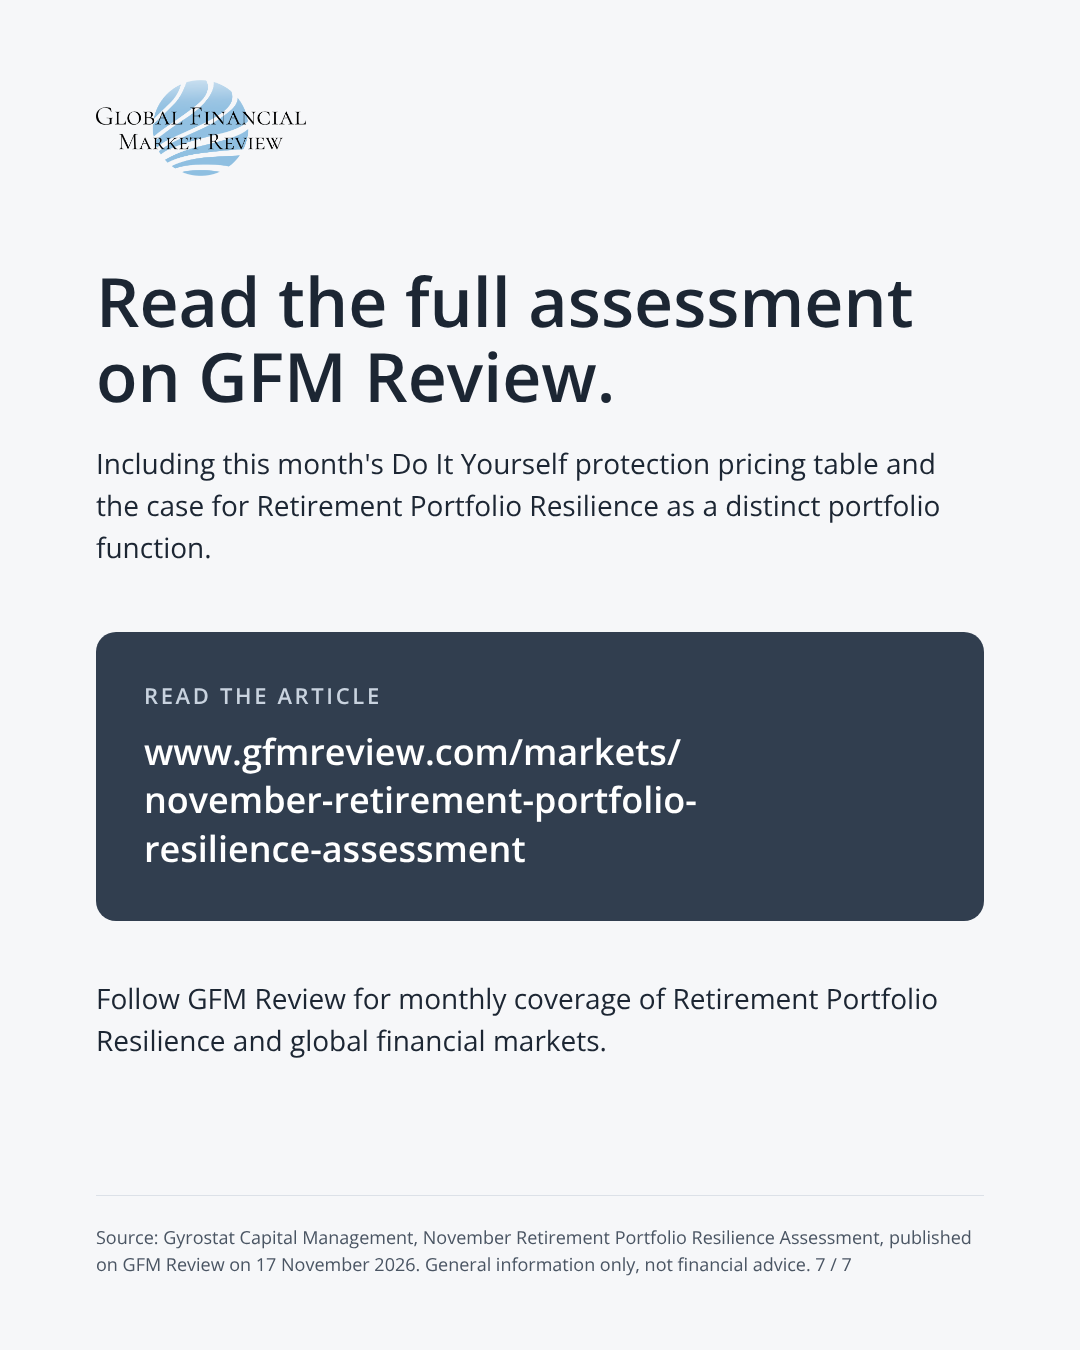 Global Financial
Market Review
Read the full assessment
on GFM Review.
Including this month's Do It Yourself protection pricing table and
the case for Retirement Portfolio Resilience as a distinct portfolio
function.
READ THE ARTICLE
www.gfmreview.com/markets/
november-retirement-portfolio-
resilience-assessment
Follow GFM Review for monthly coverage of Retirement Portfolio
Resilience and global financial markets.
Source: Gyrostat Capital Management, November Retirement Portfolio Resilience Assessment, published
on GFM Review on 17 November 2026. General information only, not financial advice. 7 / 7